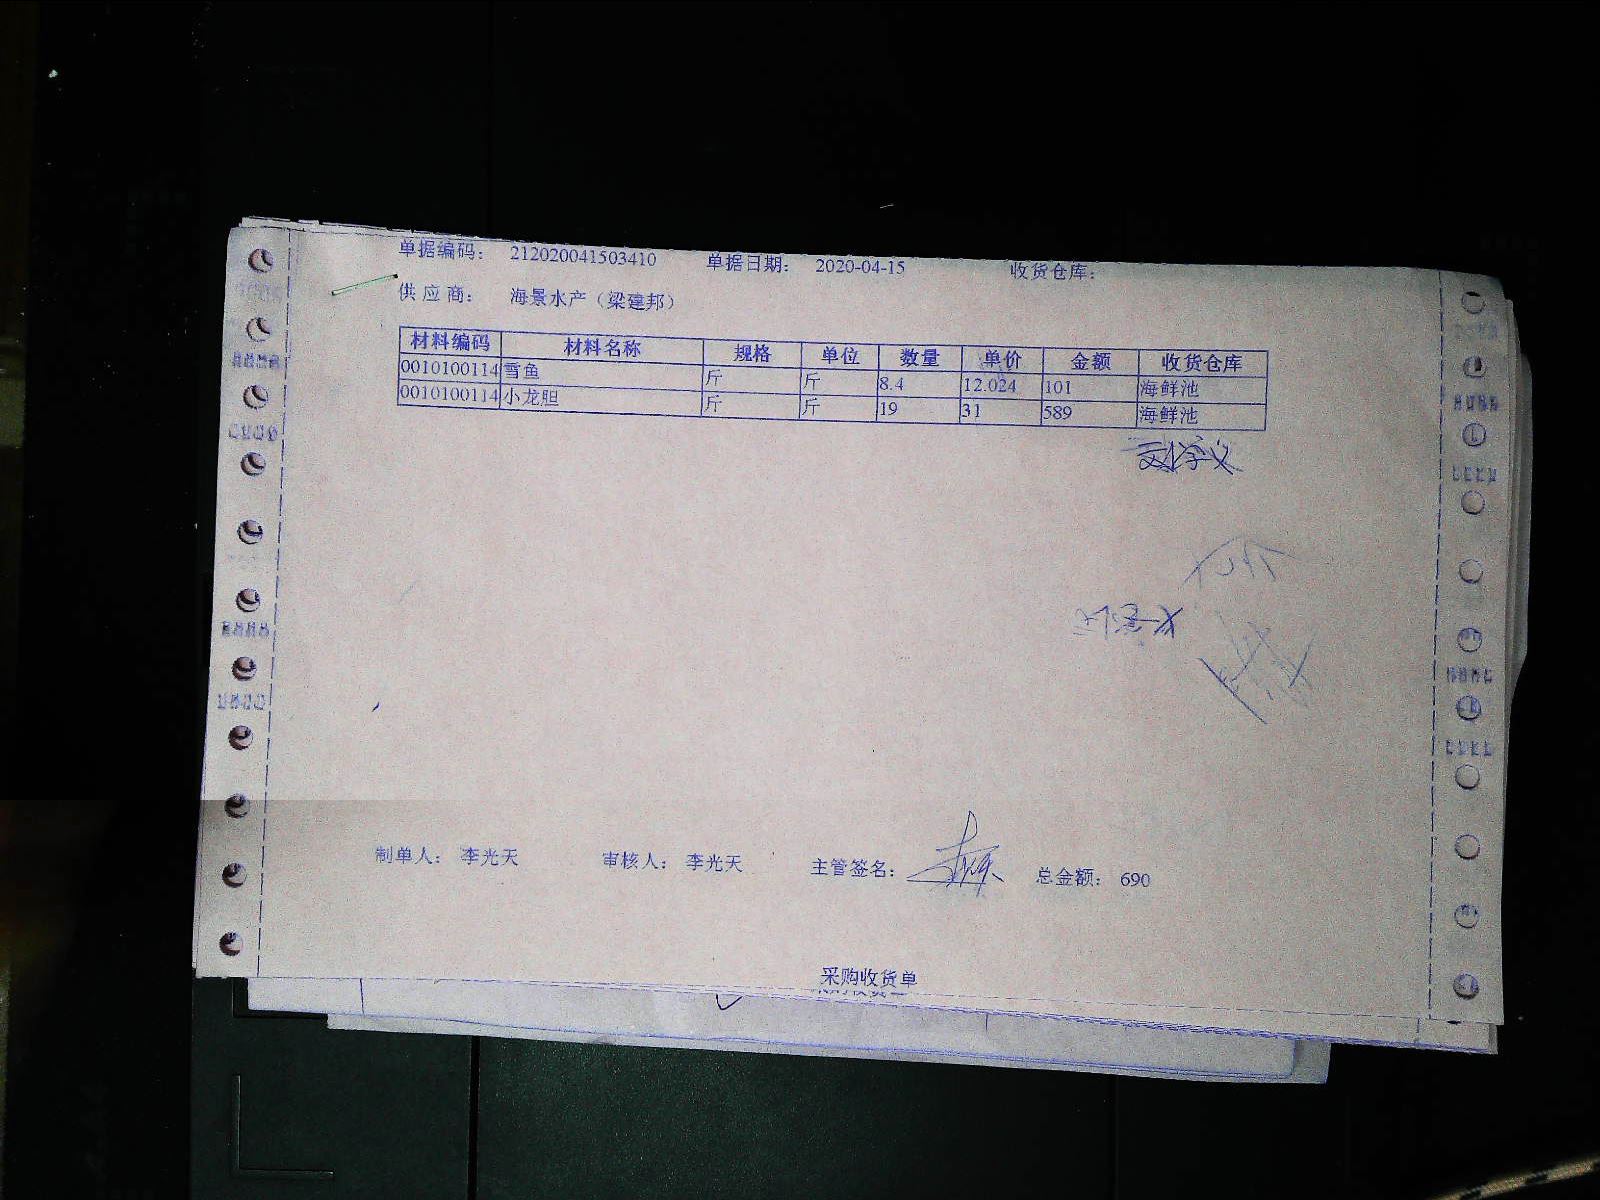 单据编码： 212020041503410 单据日期： 2020-04-15 收货仓库：
供应商： 海景水产（梁建邦）
材料编码 材料名称 规格 单位 数量 单价 金额 收货仓库
0010100114 雪鱼 斤 斤 8.4 12.024 101 海鲜池
0010100114 小龙胆 斤 斤 19 31 589 海鲜池
制单人： 李光天 审核人： 李光天 主管签名： 总金额： 690
采购收货单